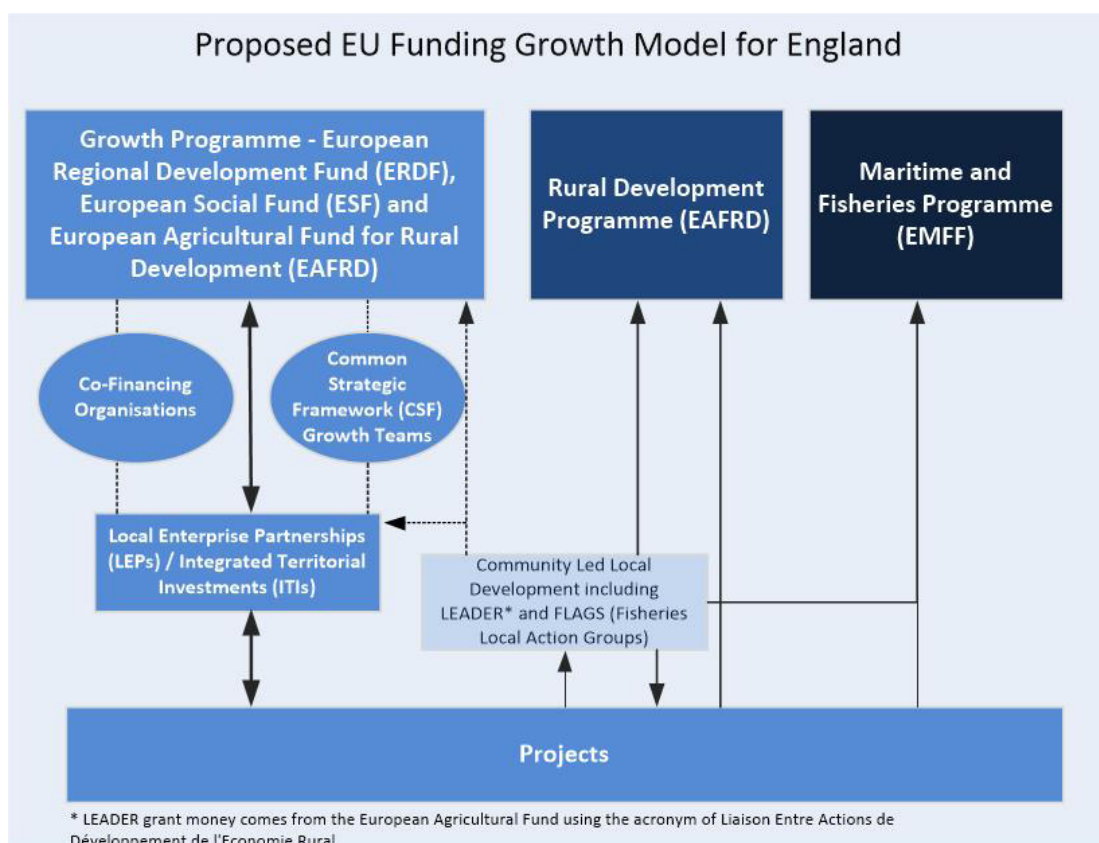 Proposed EU Funding Growth Model for England
Growth Programme - European
Regional Development Fund (ERDF),
European Social Fund (ESF) and
European Agricultural Fund for Rural
Development (EAFRD)
Rural Development
Programme (EAFRD)
Maritime and
Fisheries Programme
(EMFF)
Co-Financing
Organisations
Common
Strategic
Framework (CSF)
Growth Teams
Local Enterprise Partnerships
(LEPs) / Integrated Territorial
Investments (ITIs)
Community Led Local
Development including
LEADER* and FLAGS (Fisheries
Local Action Groups)
Projects
* LEADER grant money comes from the European Agricultural Fund using the acronym of Liaison Entre Actions de
Développement de l'Economie Rural